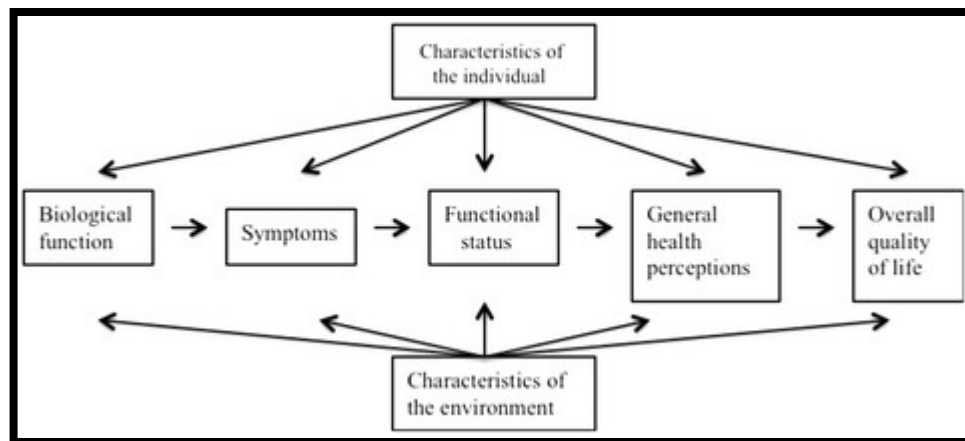 Characteristics of
the individual
Biological
function
Symptoms
Functional
status
General
health
perceptions
Overall
quality
of life
Characteristics of
the environment